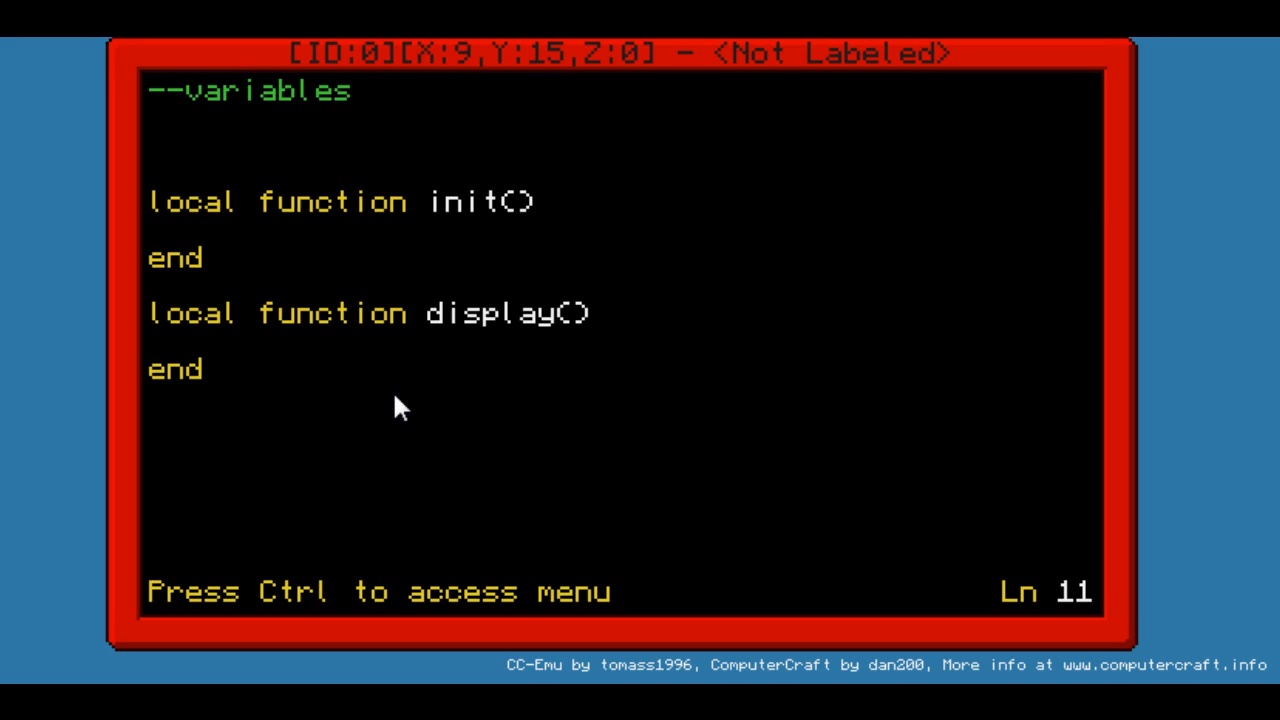 [ID:0][X:9,Y:15,Z:0] - <Not Labeled>
--variables
local function init()
end
local function display()
end
Press Ctrl to access menu Ln 11
CC-Emu by tomass1996, ComputerCraft by dan200, More info at www.computercraft.info